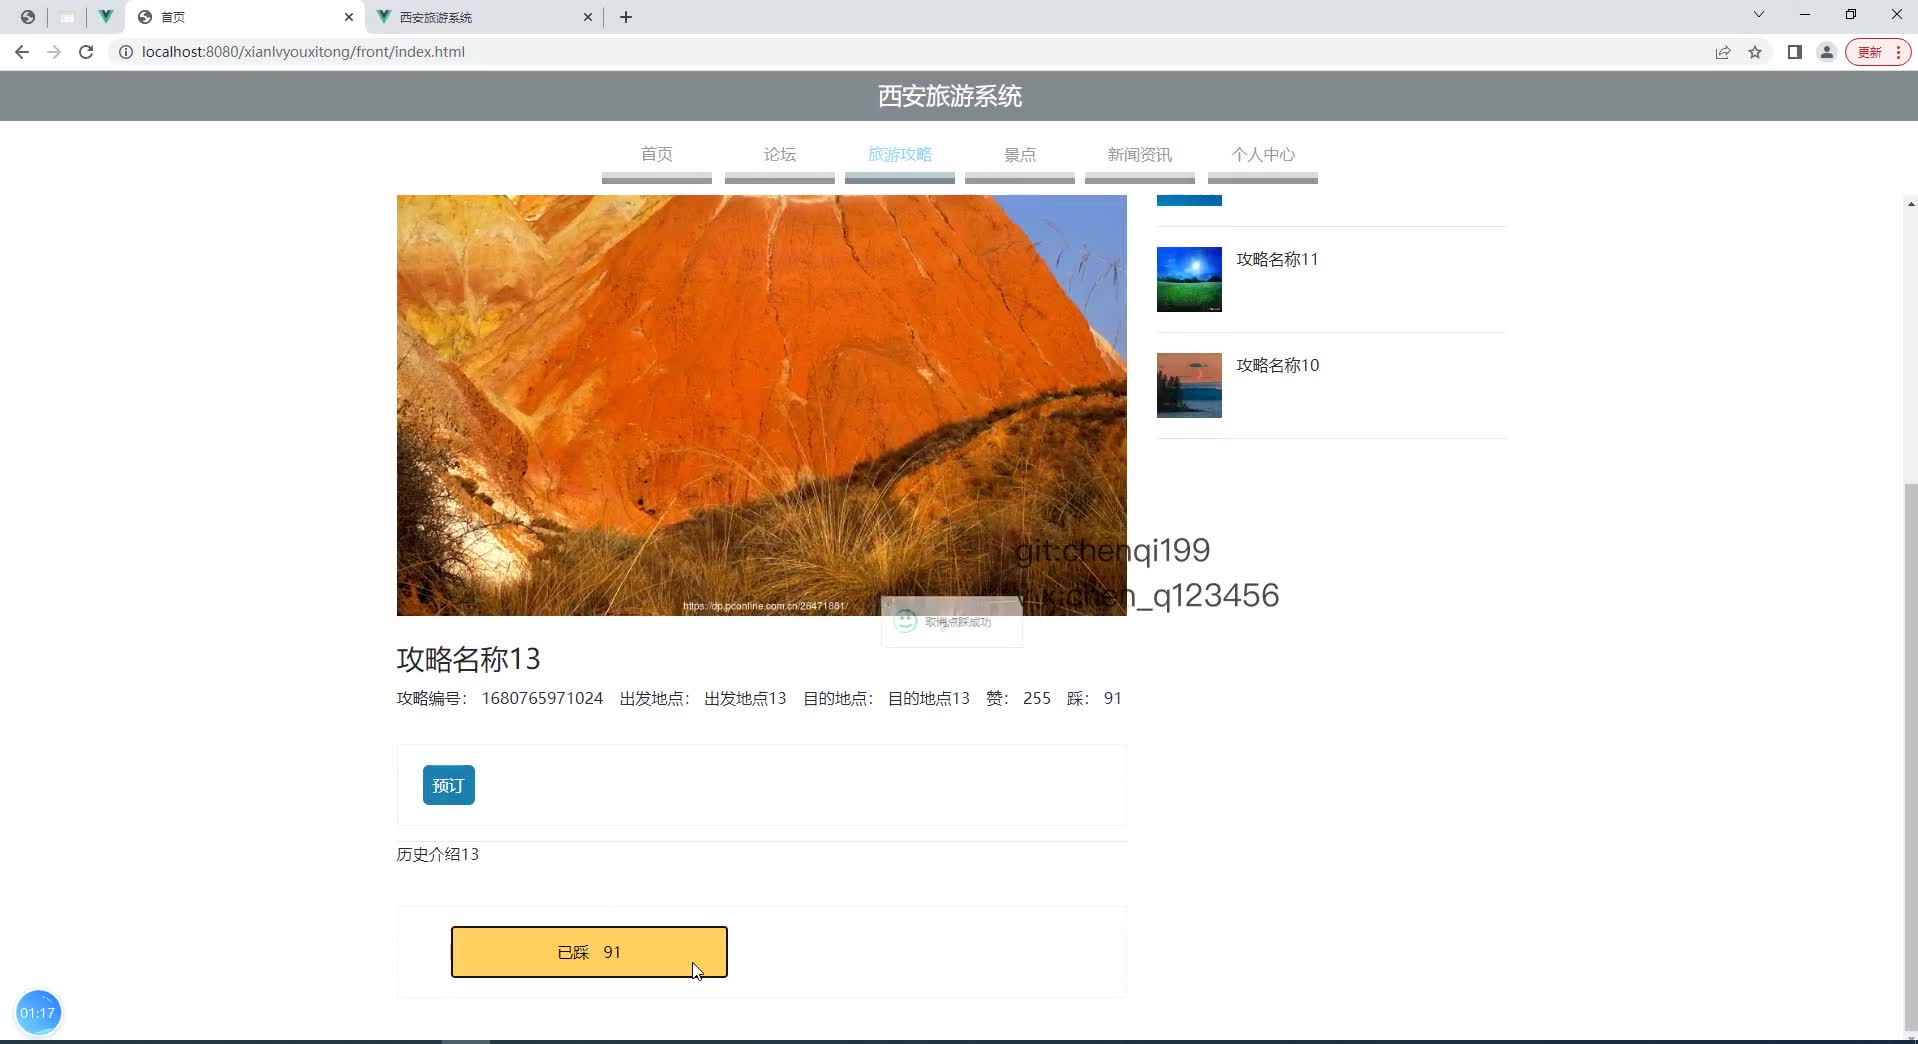 首页
西安旅游系统
localhost:8080/xianlvyouxitong/front/index.html
更新
西安旅游系统
首页
论坛
旅游攻略
景点
新闻资讯
个人中心
攻略名称11
攻略名称10
git:chenqi199
chen_q123456
https://dp.pconline.com.cn/26471881/
取消点踩成功
攻略名称13
攻略编号： 1680765971024 出发地点： 出发地点13 目的地点： 目的地点13 赞： 255 踩： 91
预订
历史介绍13
已踩 91
01:17